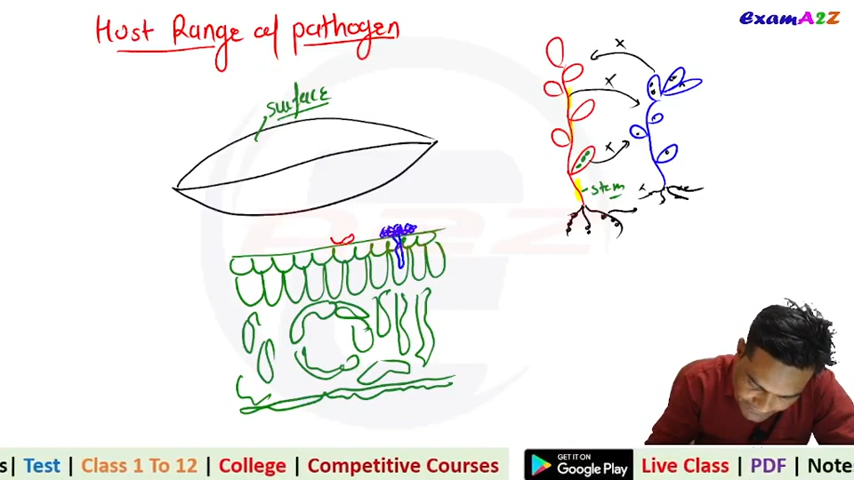 Host Range of pathogen
ExamA2Z
surface
x
x
x
x
stem
s| Test | Class 1 To 12 | College | Competitive Courses
GET IT ON
Google Play
Live Class | PDF | Note